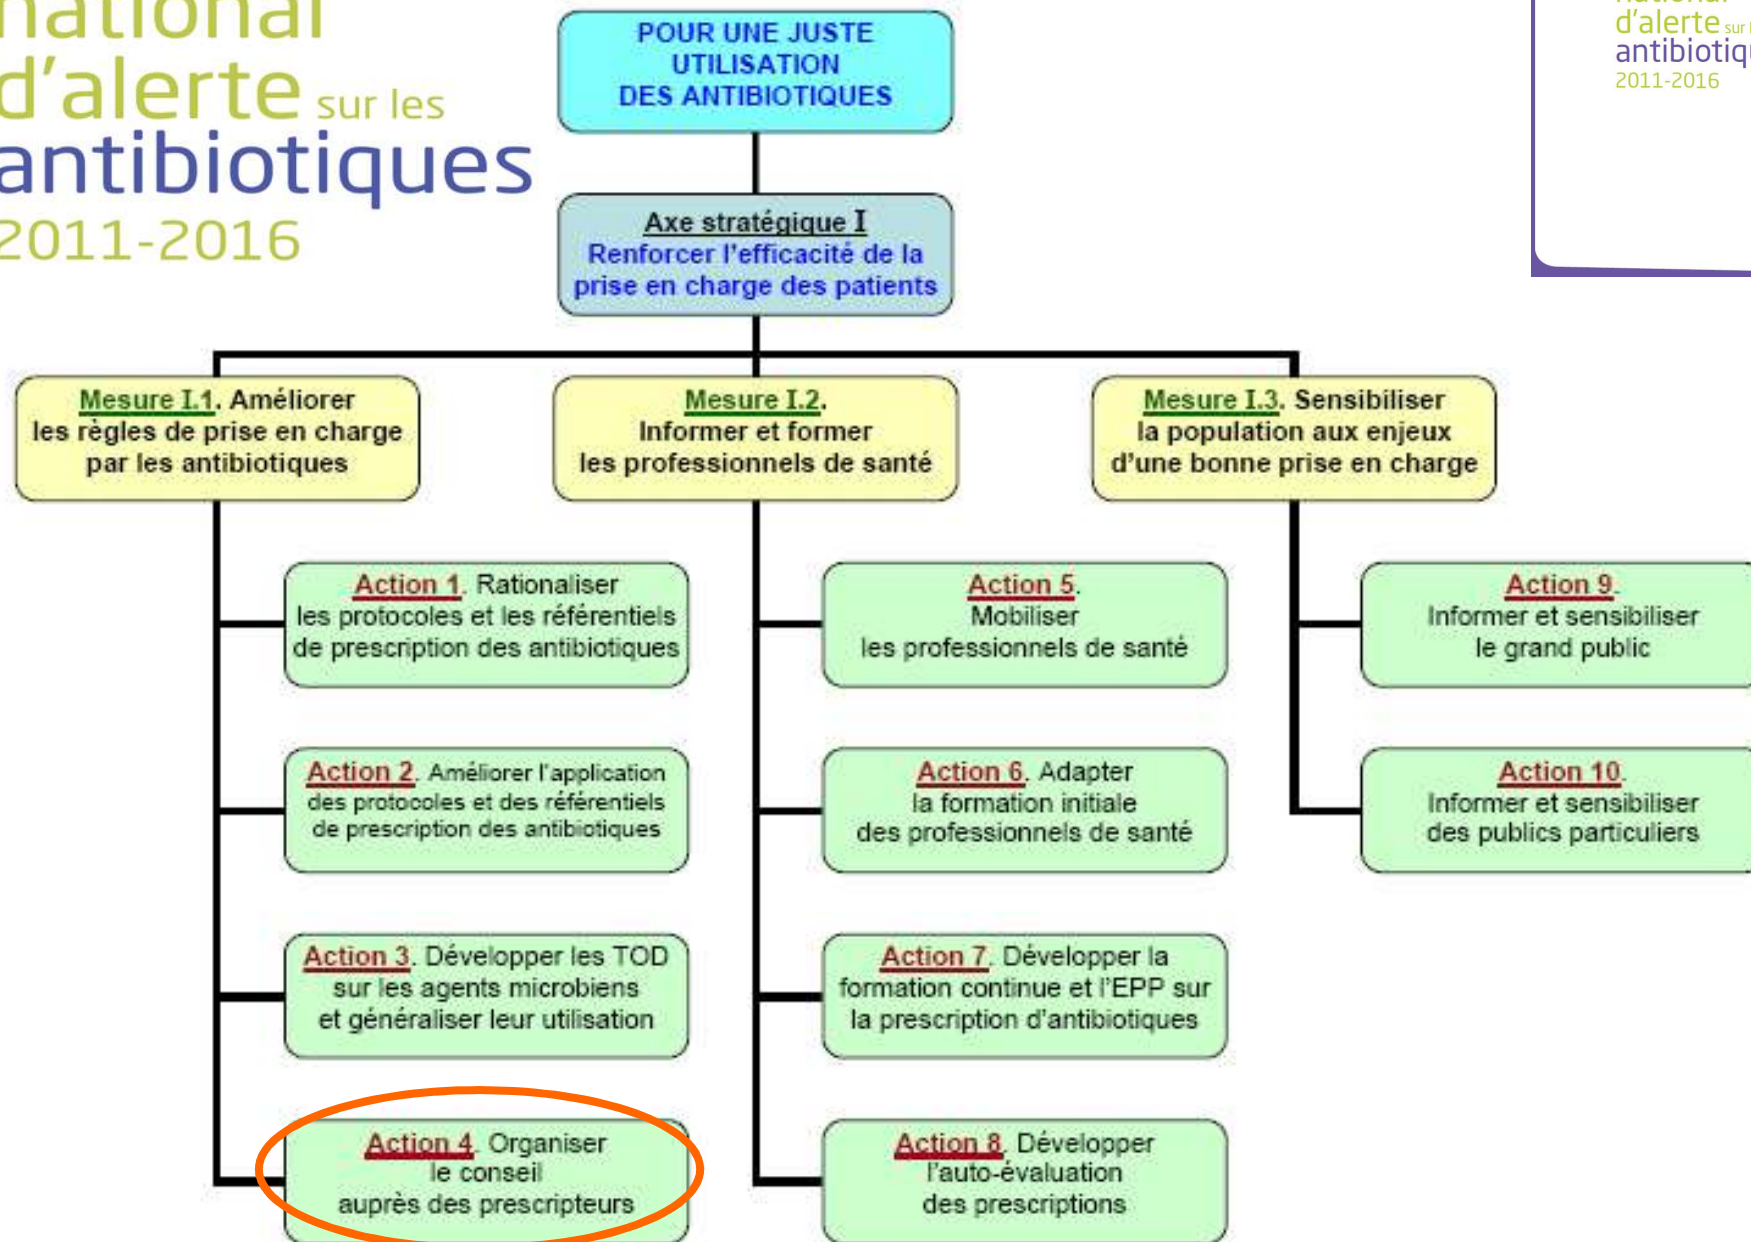 national
d'alerte sur les
antibiotiques
2011-2016
d'alerte sur
antibiotiq
2011-2016
POUR UNE JUSTE
UTILISATION
DES ANTIBIOTIQUES
Axe stratégique I
Renforcer l'efficacité de la
prise en charge des patients
Mesure I.1. Améliorer
les règles de prise en charge
par les antibiotiques
Mesure I.2.
Informer et former
les professionnels de santé
Mesure I.3. Sensibiliser
la population aux enjeux
d'une bonne prise en charge
Action 1. Rationaliser
les protocoles et les référentiels
de prescription des antibiotiques
Action 2. Améliorer l'application
des protocoles et des référentiels
de prescription des antibiotiques
Action 3. Développer les TOD
sur les agents microbiens
et généraliser leur utilisation
Action 4. Organiser
le conseil
auprès des prescripteurs
Action 5.
Mobiliser
les professionnels de santé
Action 6. Adapter
la formation initiale
des professionnels de santé
Action 7. Développer la
formation continue et l'EPP sur
la prescription d'antibiotiques
Action 8. Développer
l'auto-évaluation
des prescriptions
Action 9.
Informer et sensibiliser
le grand public
Action 10.
Informer et sensibiliser
des publics particuliers